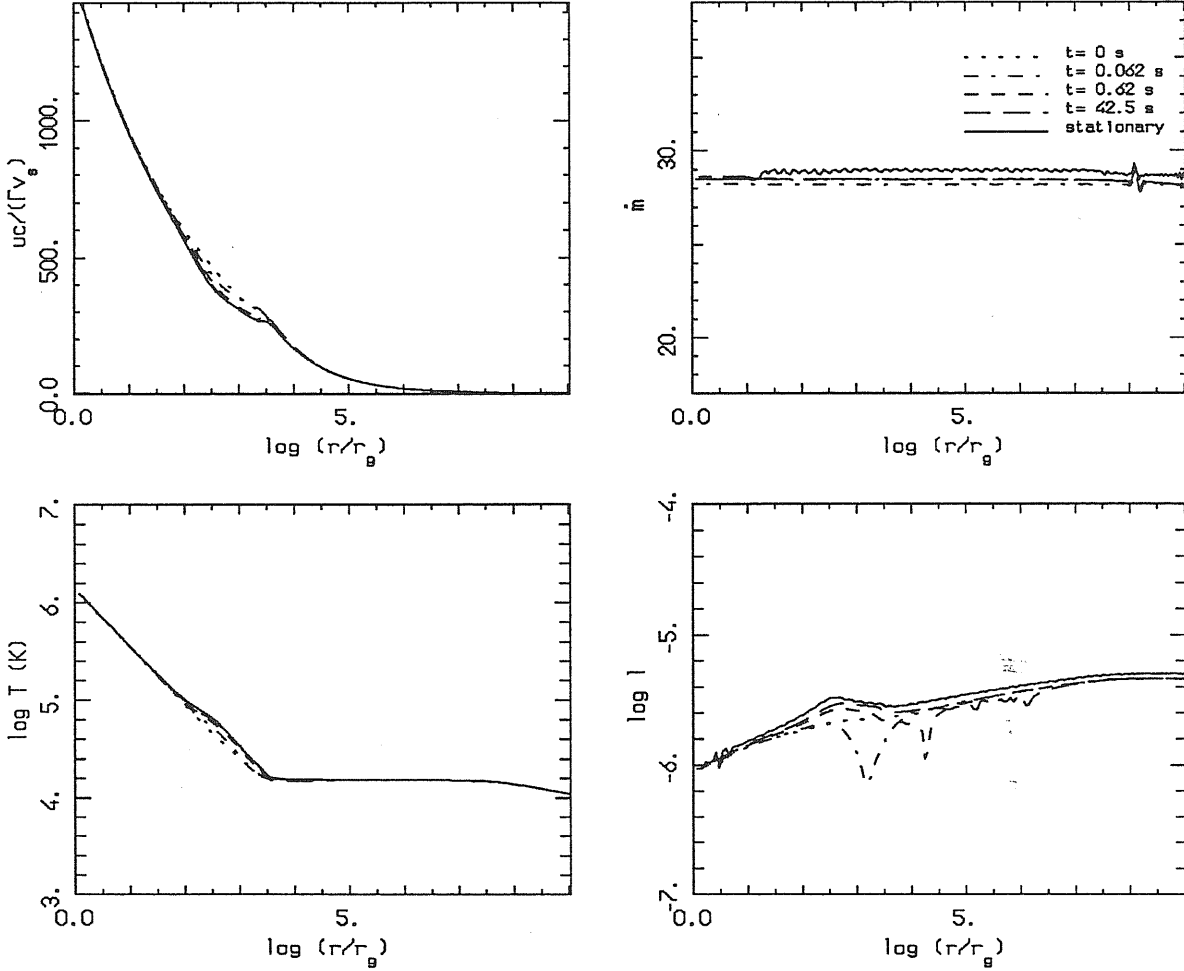 1000.
500.
0.0
uc/(Γv_s)
0.0
5.
log (r/r_g)
t= 0 s
t= 0.062 s
t= 0.62 s
t= 42.5 s
stationary
30.
20.
ṁ
0.0
5.
log (r/r_g)
7.
6.
5.
4.
3.
log T (K)
0.0
5.
log (r/r_g)
-4.
-5.
-6.
-7.
log l
0.0
5.
log (r/r_g)